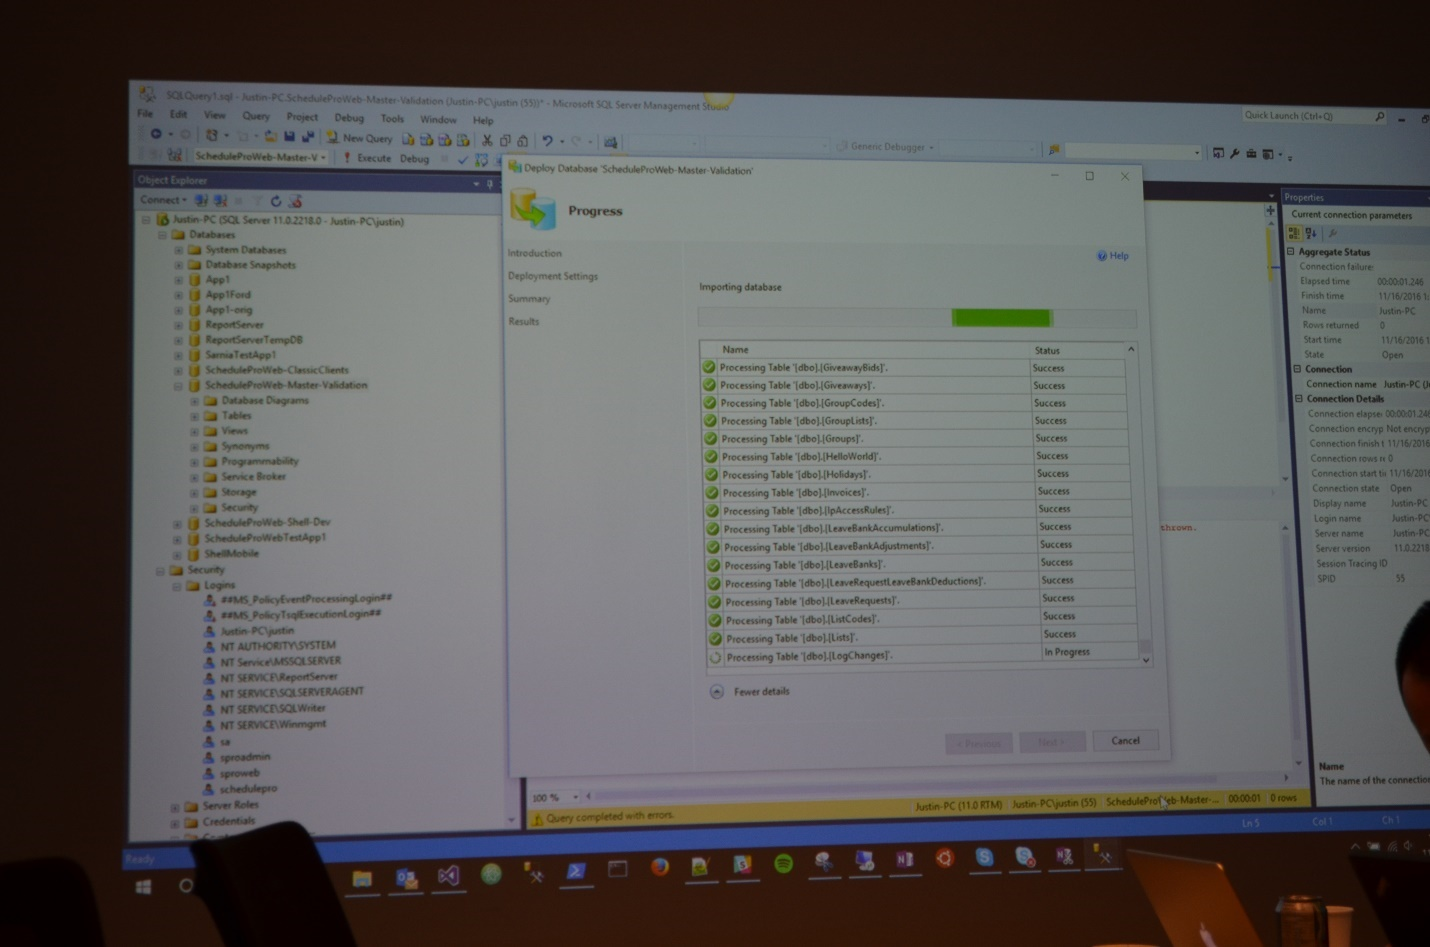 SQLQuery1.sql - Justin-PC.ScheduleProWeb-Master-Validation (Justin-PC\justin (55))* - Microsoft SQL Server Management Studio
Quick Launch (Ctrl+Q)
File Edit View Query Project Debug Tools Window Help
New Query
Generic Debugger
ScheduleProWeb-Master-V
Execute Debug
Object Explorer
Connect
Justin-PC (SQL Server 11.0.2218.0 - Justin-PC\justin)
Databases
System Databases
Database Snapshots
App1
App1Ford
App1-orig
ReportServer
ReportServerTempDB
SarniaTestApp1
ScheduleProWeb-ClassicClients
ScheduleProWeb-Master-Validation
Database Diagrams
Tables
Views
Synonyms
Programmability
Service Broker
Storage
Security
ScheduleProWeb-Shell-Dev
ScheduleProWebTestApp1
ShellMobile
Security
Logins
##MS_PolicyEventProcessingLogin##
##MS_PolicyTsqlExecutionLogin##
Justin-PC\justin
NT AUTHORITY\SYSTEM
NT Service\MSSQLSERVER
NT SERVICE\ReportServer
NT SERVICE\SQLSERVERAGENT
NT SERVICE\SQLWriter
NT SERVICE\Winmgmt
sa
sproadmin
sproweb
schedulepro
Server Roles
Credentials
Deploy Database 'ScheduleProWeb-Master-Validation'
Progress
Introduction
Deployment Settings
Summary
Results
Help
Importing database
Name Status
Processing Table '[dbo].[GiveawayBids]'. Success
Processing Table '[dbo].[Giveaways]'. Success
Processing Table '[dbo].[GroupCodes]'. Success
Processing Table '[dbo].[GroupLists]'. Success
Processing Table '[dbo].[Groups]'. Success
Processing Table '[dbo].[HelloWorld]'. Success
Processing Table '[dbo].[Holidays]'. Success
Processing Table '[dbo].[Invoices]'. Success
Processing Table '[dbo].[IpAccessRules]'. Success
Processing Table '[dbo].[LeaveBankAccumulations]'. Success
Processing Table '[dbo].[LeaveBankAdjustments]'. Success
Processing Table '[dbo].[LeaveBanks]'. Success
Processing Table '[dbo].[LeaveRequestLeaveBankDeductions]'. Success
Processing Table '[dbo].[LeaveRequests]'. Success
Processing Table '[dbo].[ListCodes]'. Success
Processing Table '[dbo].[Lists]'. Success
Processing Table '[dbo].[LogChanges]'. In Progress
Fewer details
< Previous Next > Cancel
thrown.
Properties
Current connection parameters
Aggregate Status
Connection failure
Elapsed time 00:00:01.246
Finish time 11/16/2016 1:
Name Justin-PC
Rows returned 0
Start time 11/16/2016 1
State Open
Connection
Connection name Justin-PC (J
Connection Details
Connection elapse 00:00:01.246
Connection encryp Not encryp
Connection finish t 11/16/2016
Connection rows re 0
Connection start ti 11/16/2016
Connection state Open
Display name Justin-PC
Login name Justin-PC
Server name Justin-PC
Server version 11.0.2218
Session Tracing ID
SPID 55
Name
The name of the connection
100 %
Query completed with errors.
Justin-PC (11.0 RTM) Justin-PC\justin (55) ScheduleProWeb-Master-... 00:00:01 0 rows
Ready
Ln 5 Col 1 Ch 1